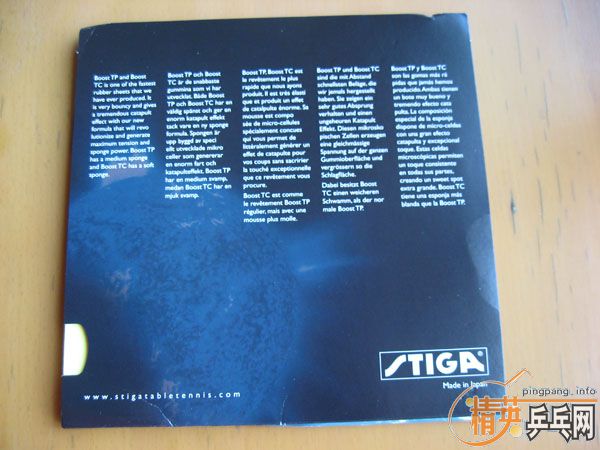 Boost TP and Boost
TC is one of the fastest
rubber sheets that we
have ever produced. It
is very bouncy and gives
a tremendous catapult
effect with our new
formula that will revo
lutionize and generate
maximum tension and
sponge power. Boost TP
has a medium sponge
and Boost TC has a soft
sponge.
Boost TP och Boost
TC är de snabbaste
gummina som vi har
utvecklat. Både Boost
TP och Boost TC har en
väldig spänst och ger en
enorm katapult effekt
tack vare en ny sponge
formula. Spongen är
upp byggd av speci
ellt utvecklade mikro
celler som genererar
en enorm fart och
katapulteffekt. Boost TP
har en medium svamp,
medan Boost TC har en
mjuk svamp.
Boost TP, Boost TC est
le revêtement le plus
rapide que nous ayons
produit. Il est très élasti
que et produit un effet
de catapulte énorme. Sa
mousse est compo
sée de micro-cellules
spécialement concues
qui vous permet de
littéralement générer un
effet de catapulte pour
vos coups sans sacrifier
la touche exceptionnelle
que ce revêtement vous
procure.
Boost TC est comme
le revêtement Boost TP
régulier, mais avec une
mousse plus molle.
Boost TP und Boost TC
sind die mit Abstand
schnellsten Beläge, die
wir jemals hergestellt
haben. Sie zeigen ein
sehr gutes Absprung
verhalten und einen
ungeheuren Katapult
Effekt. Diesen mikrosko
pischen Zellen erzeugen
eine gleichmässige
Spannung auf der ganzen
Gummioberfläche und
vergrössern so die
Schlagfläche.
Dabei besitzt Boost
TC einen weicheren
Schwamm, als der nor
male Boost TP.
Boost TP y Boost TC
son las gomas más rá
pidas que jamás hemos
producido. Ambas tienen
un bote muy bueno y
tremendo efecto cata
pulta. La composición
especial de la esponja
dispone de micro-celdas
con una gran efecto
catapulta y excepcional
toque. Estas celdas
microscópicas permiten
un toque consistente
en todas sus partes,
creando un sweet spot
extra grande. Boost TC
tiene una esponja más
blanda que la Boost TP.
STIGA®
Made in Japan
www.stigatabletennis.com
pingpang.info
精英乒乓网